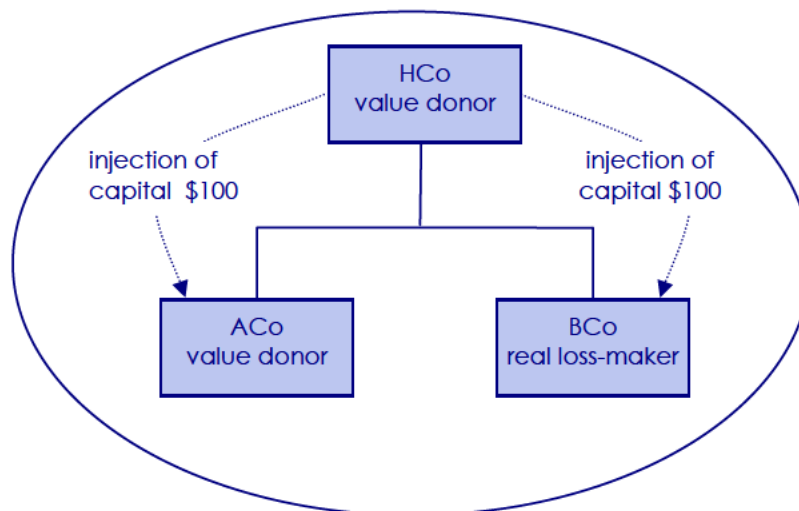 HCo
value donor
injection of
capital $100
injection of
capital $100
ACo
value donor
BCo
real loss-maker